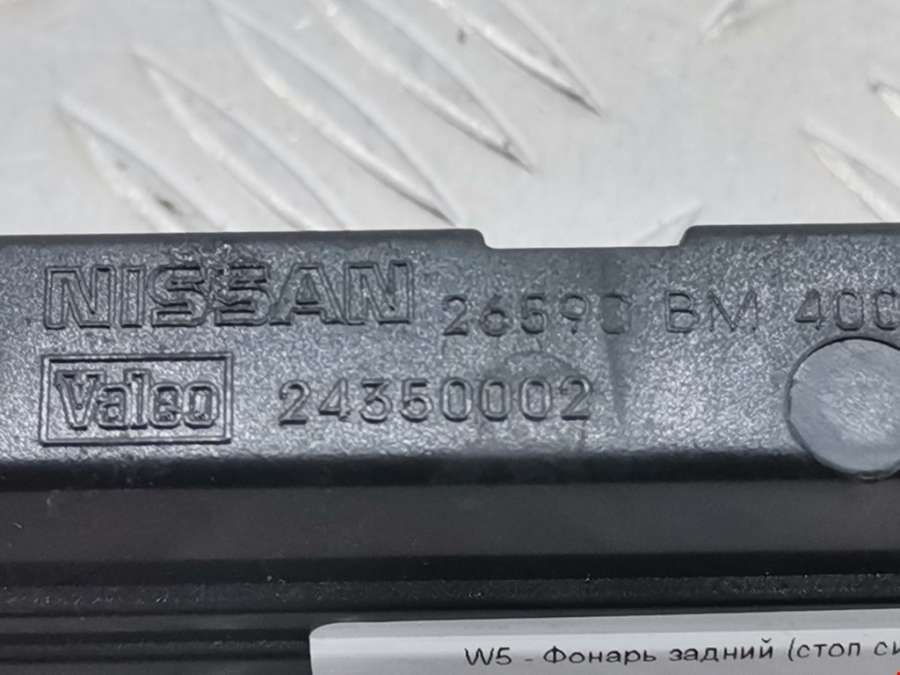 NISSAN 26590 BM 400
Valeo 24350002
W5 - Фонарь задний (стоп си